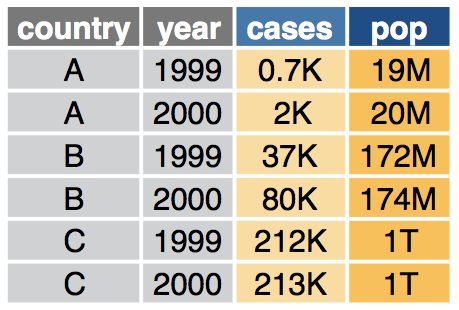 country year cases pop
A 1999 0.7K 19M
A 2000 2K 20M
B 1999 37K 172M
B 2000 80K 174M
C 1999 212K 1T
C 2000 213K 1T